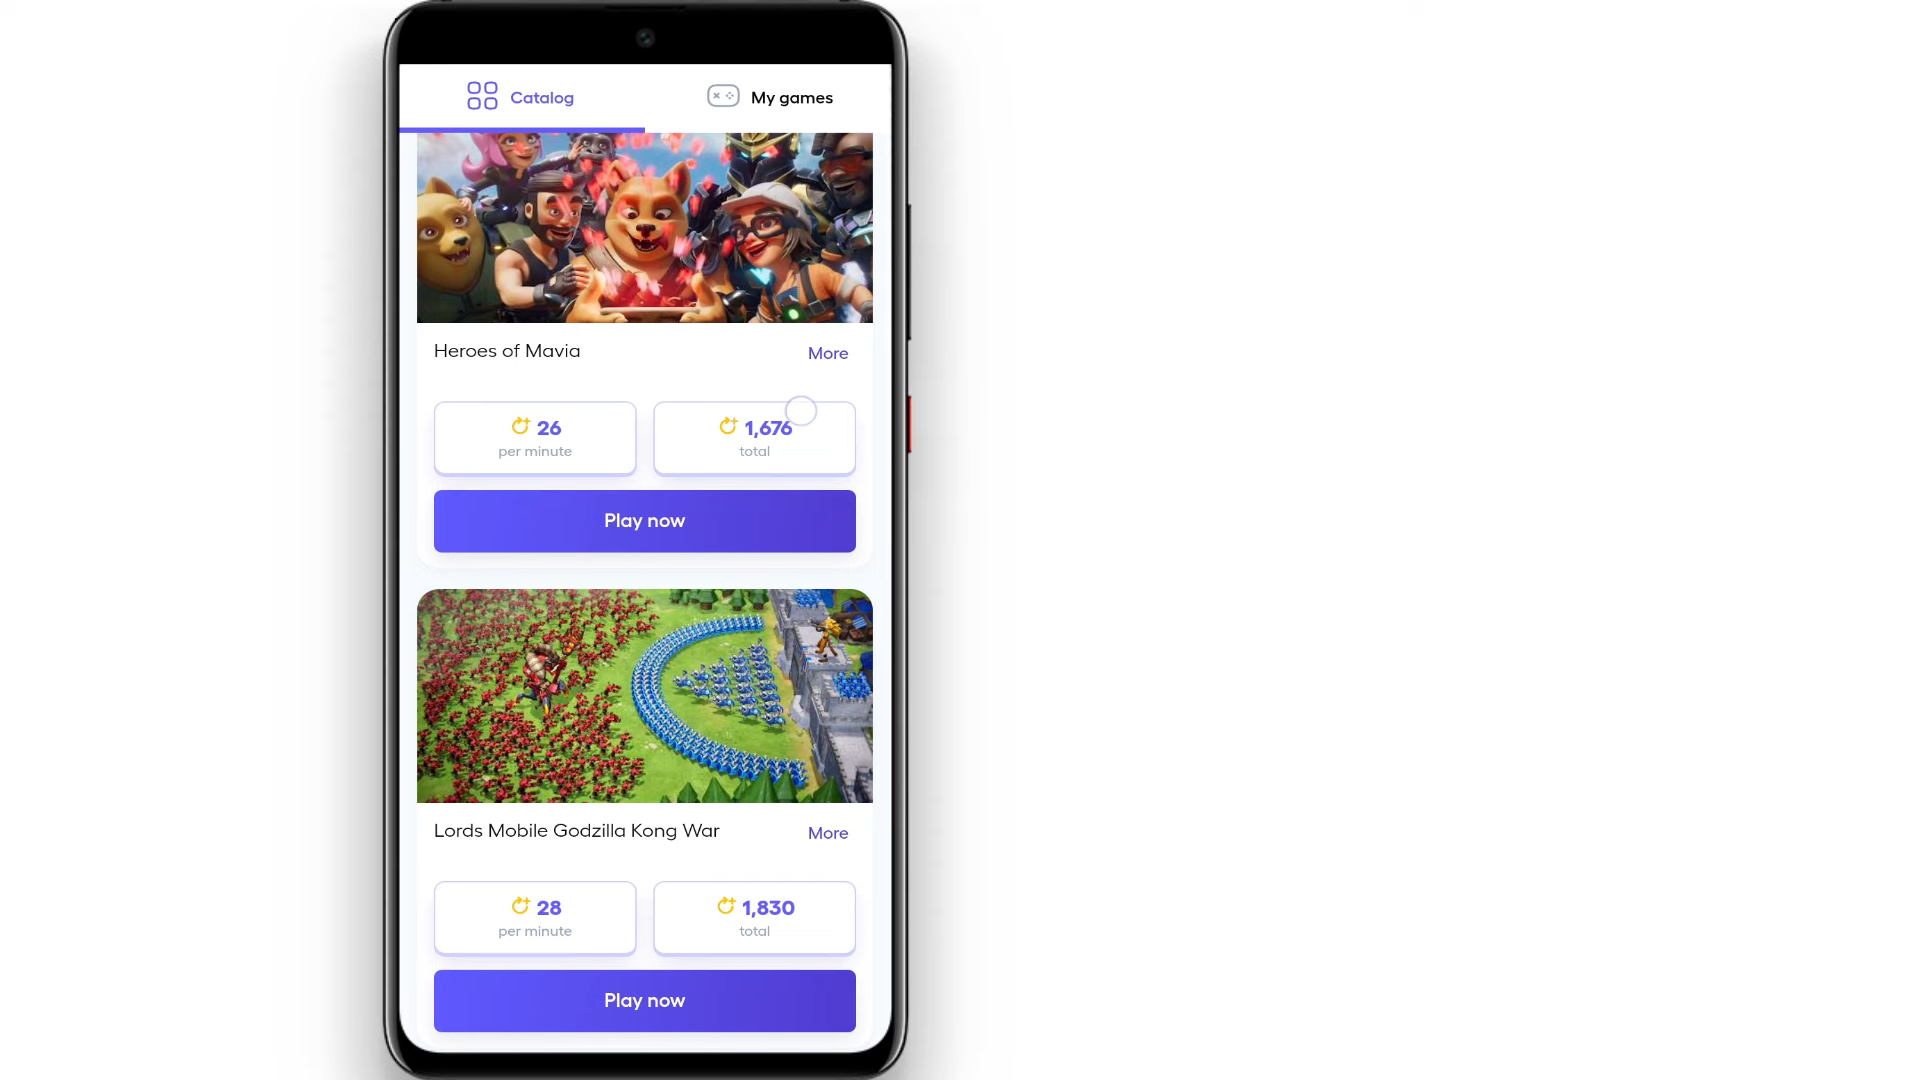 Catalog
My games
Heroes of Mavia
More
26
per minute
1,676
total
Play now
Lords Mobile Godzilla Kong War
More
28
per minute
1,830
total
Play now